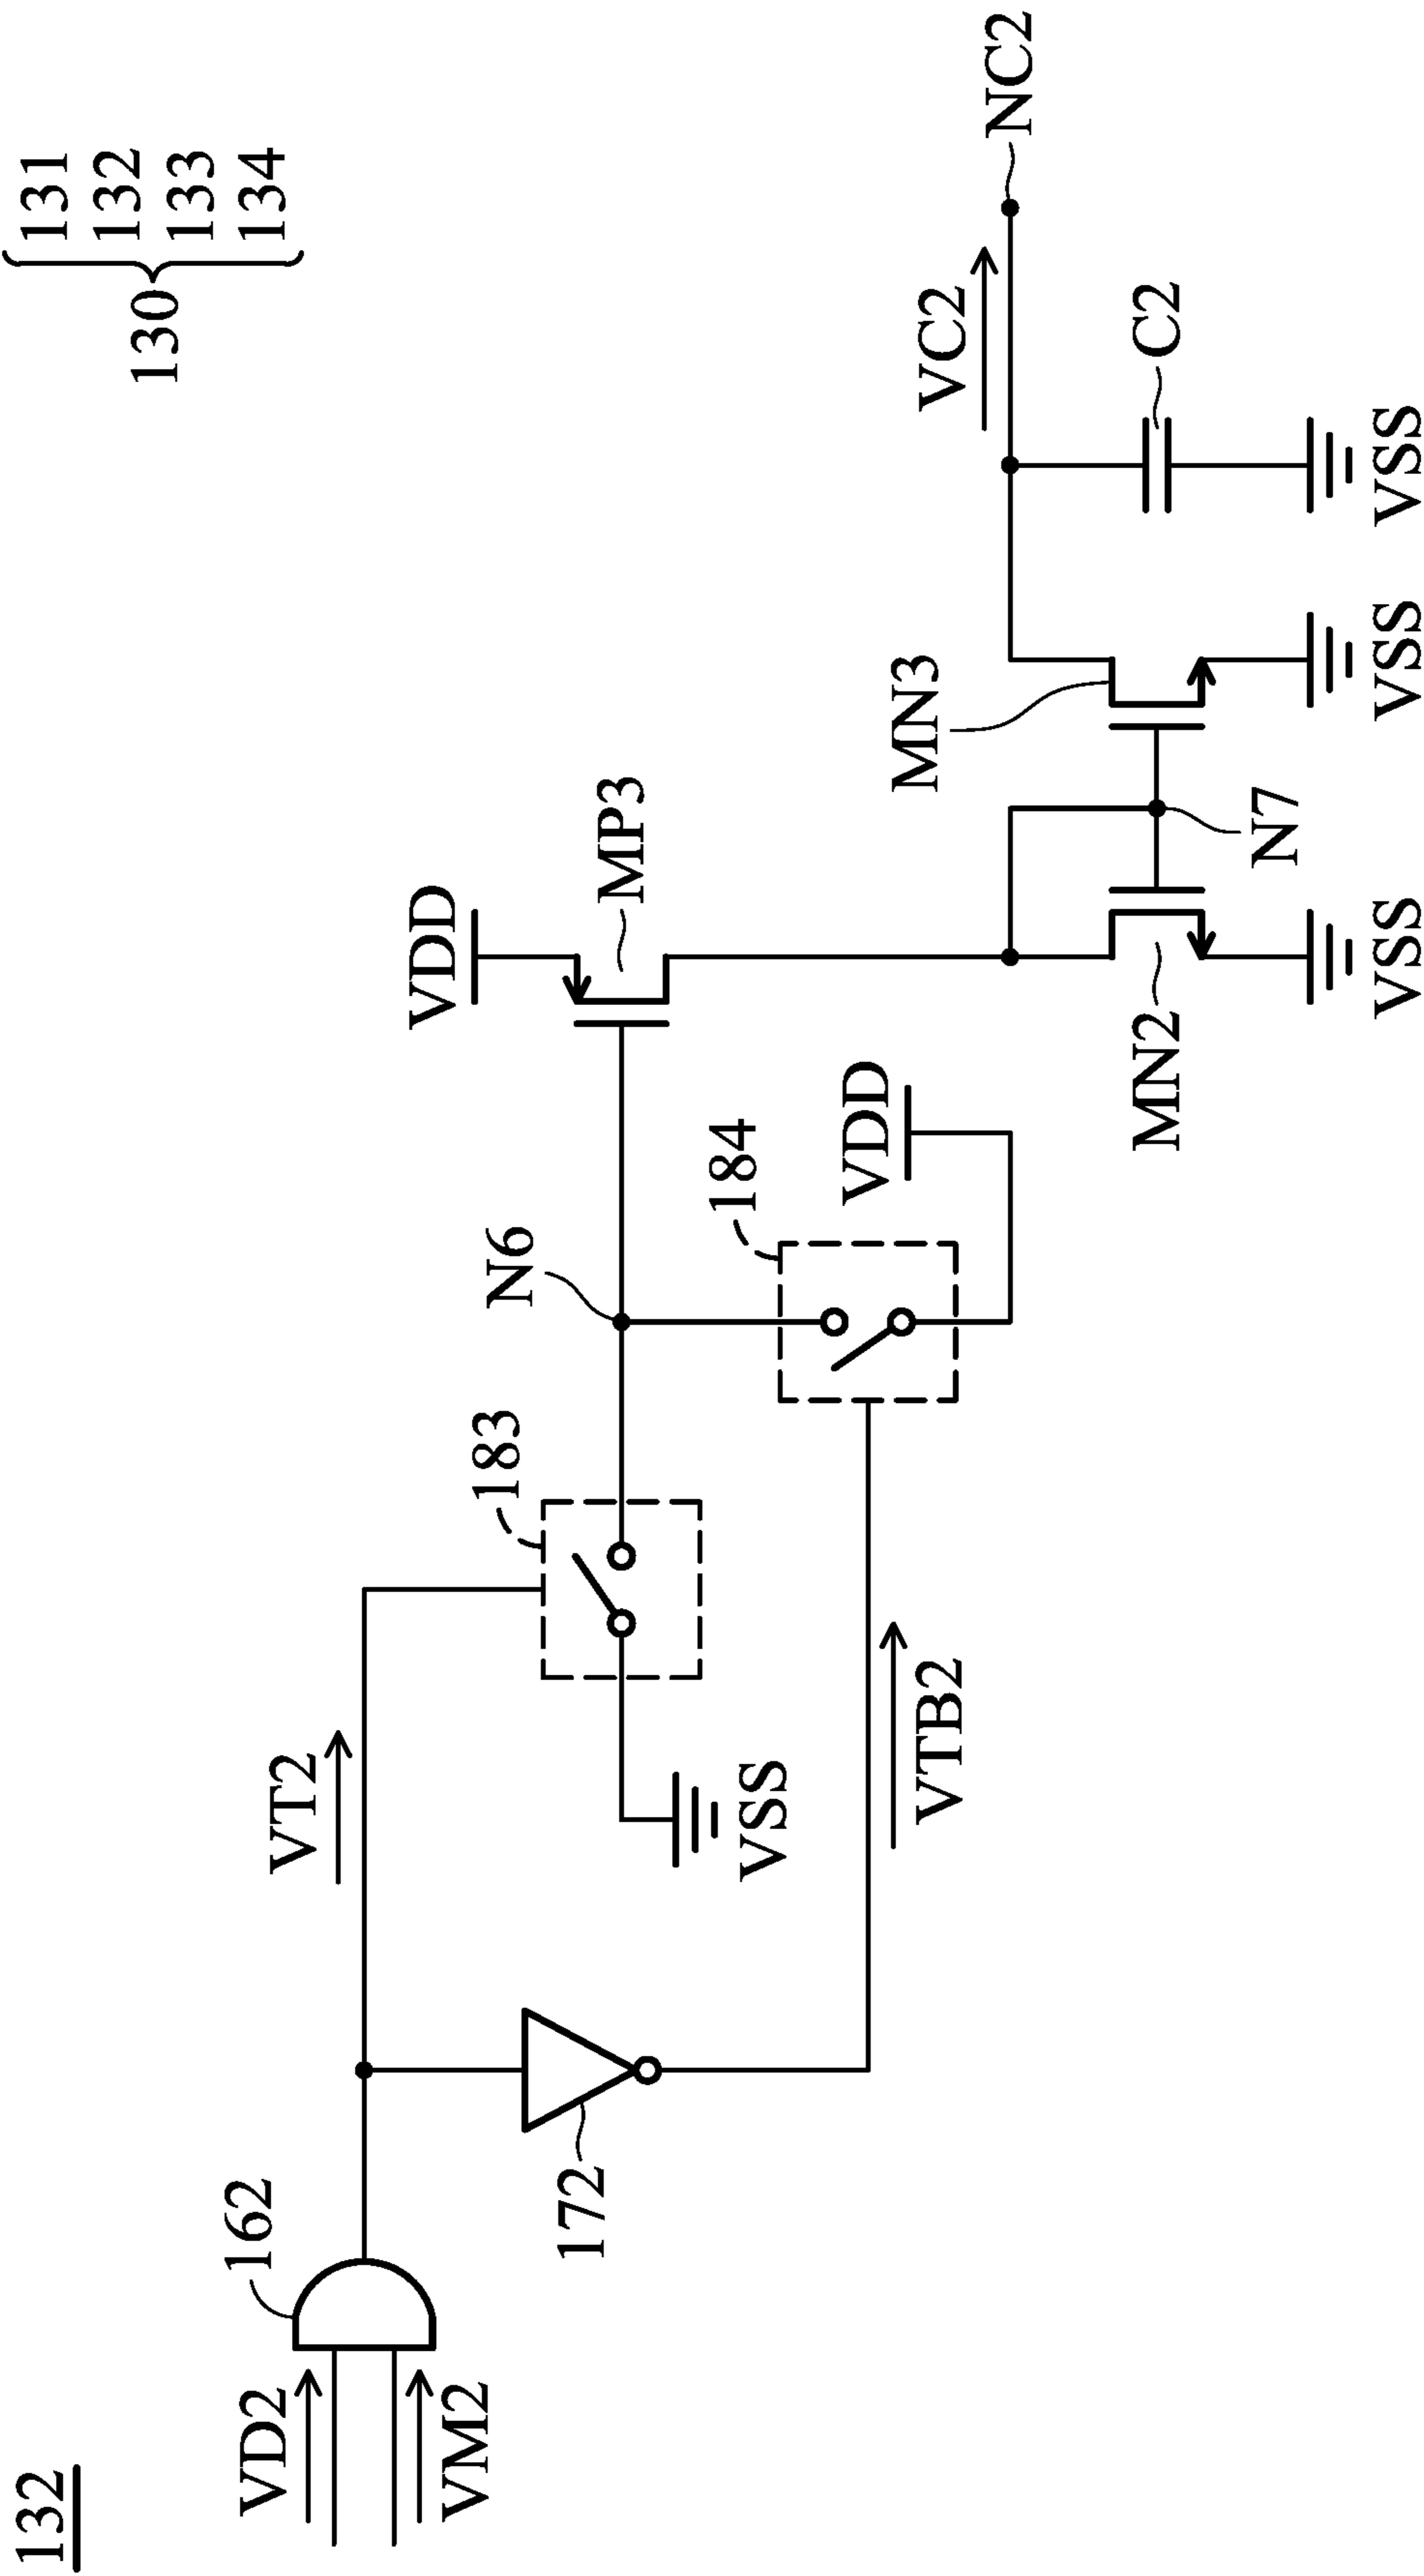 132
130
131
132
133
134
VD2
VM2
162
VT2
172
VTB2
183
VSS
N6
184
VDD
VDD
MP3
MN2
VSS
N7
MN3
VSS
VC2
C2
VSS
NC2